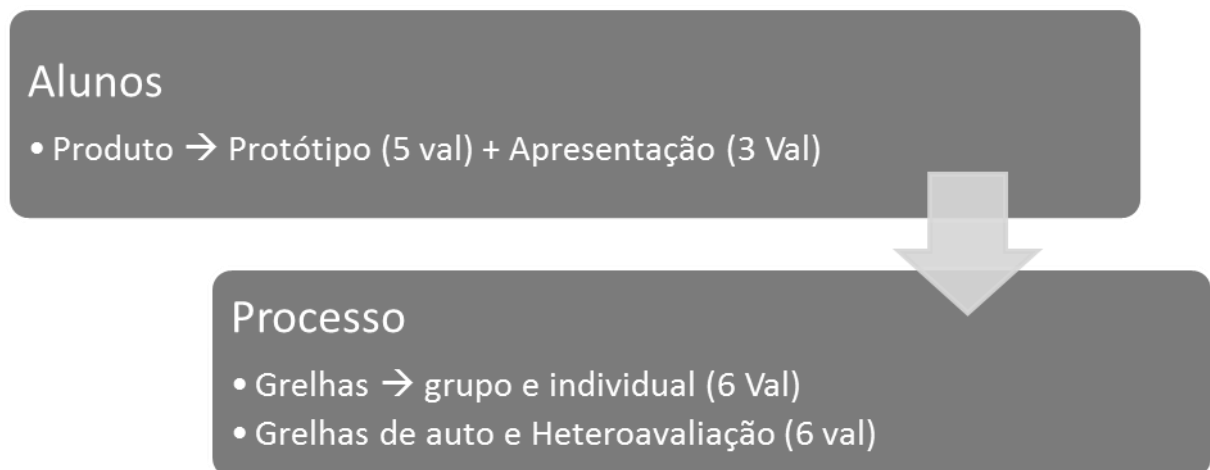 Alunos
• Produto → Protótipo (5 val) + Apresentação (3 Val)
Processo
• Grelhas → grupo e individual (6 Val)
• Grelhas de auto e Heteroavaliação (6 val)